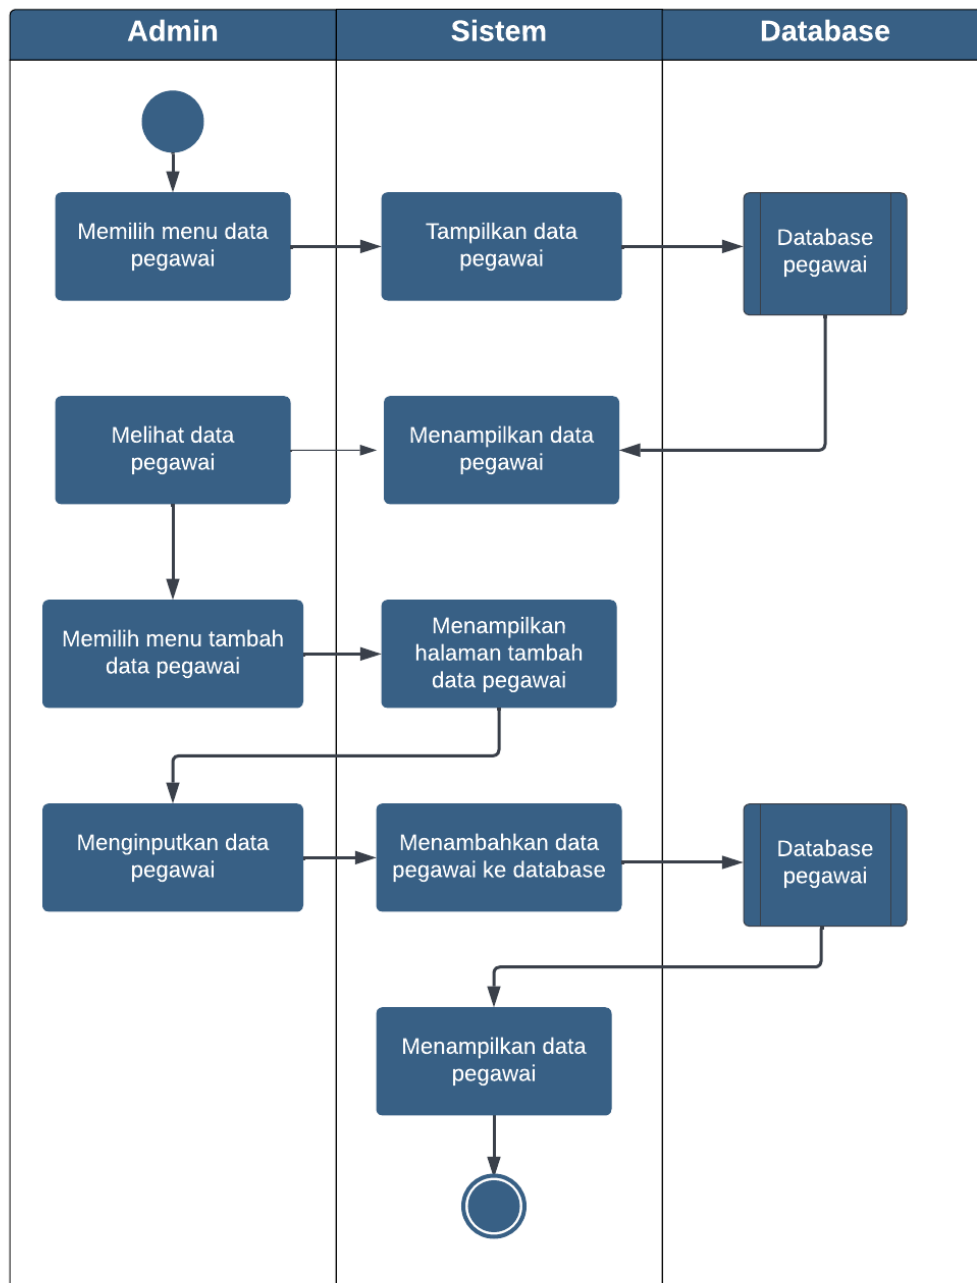 Admin
Sistem
Database
Memilih menu data
pegawai
Tampilkan data
pegawai
Database
pegawai
Melihat data
pegawai
Menampilkan data
pegawai
Memilih menu tambah
data pegawai
Menampilkan
halaman tambah
data pegawai
Menginputkan data
pegawai
Menambahkan data
pegawai ke database
Database
pegawai
Menampilkan data
pegawai